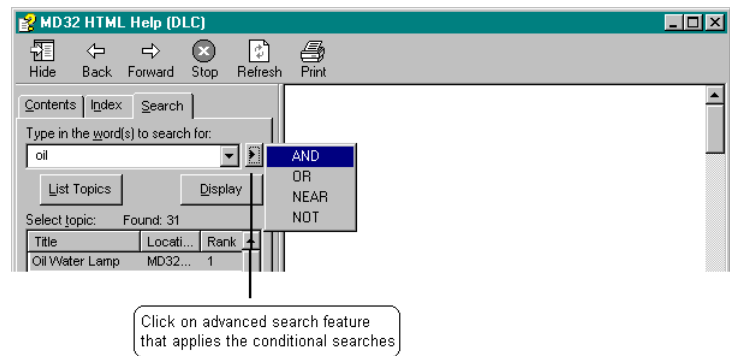 MD32 HTML Help (DLC)
Hide Back Forward Stop Refresh Print
Contents Index Search
Type in the word(s) to search for:
oil
AND
OR
NEAR
NOT
List Topics Display
Select topic: Found: 31
Title Locati... Rank
Oil Water Lamp MD32... 1
Click on advanced search feature
that applies the conditional searches